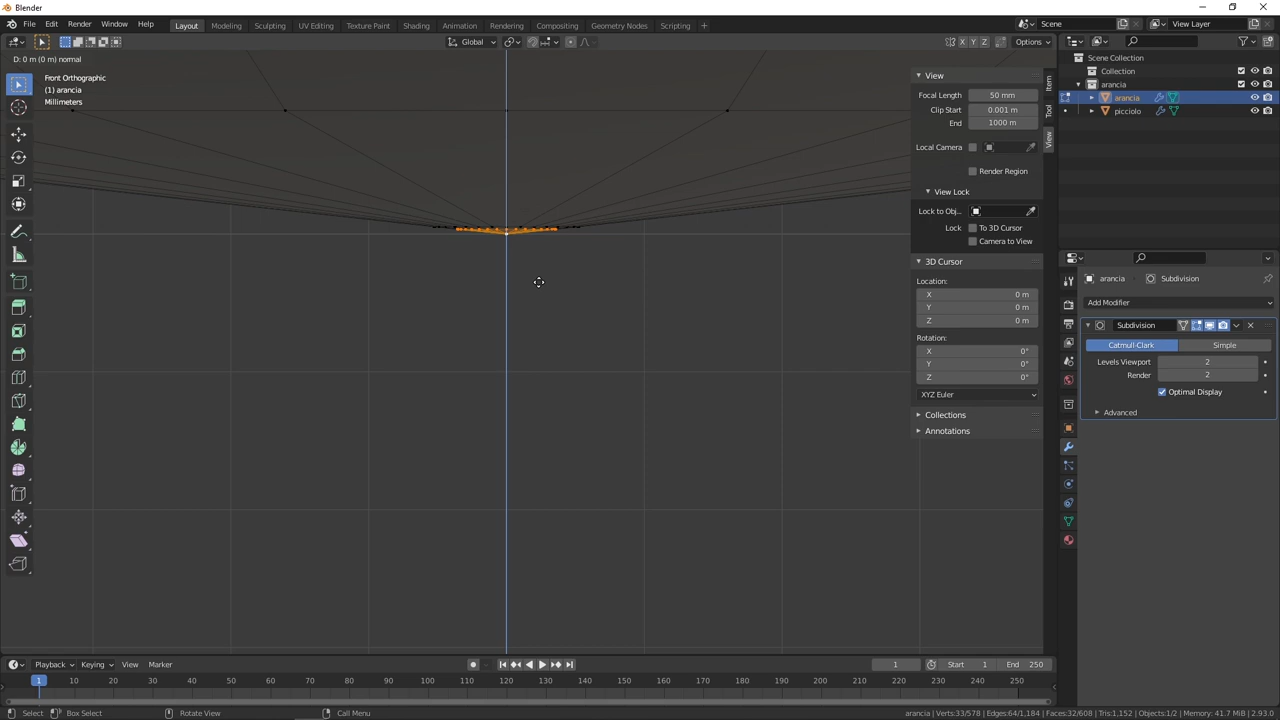 Blender
File Edit Render Window Help
Layout Modeling Sculpting UV Editing Texture Paint Shading Animation Rendering Compositing Geometry Nodes Scripting +
Scene View Layer
Global X Y Z Options
D: 0 m (0 m) normal
Front Orthographic
(1) arancia
Millimeters
View
Focal Length 50 mm
Clip Start 0.001 m
End 1000 m
Local Camera
Render Region
View Lock
Lock to Obj...
Lock To 3D Cursor
Camera to View
3D Cursor
Location:
X 0 m
Y 0 m
Z 0 m
Rotation:
X 0°
Y 0°
Z 0°
XYZ Euler
Collections
Annotations
Item
Tool
View
Scene Collection
Collection
arancia
arancia
picciolo
arancia Subdivision
Add Modifier
Subdivision
Catmull-Clark Simple
Levels Viewport 2
Render 2
Optimal Display
Advanced
Playback Keying View Marker
1 Start 1 End 250
1 10 20 30 40 50 60 70 80 90 100 110 120 130 140 150 160 170 180 190 200 210 220 230 240 250
Select Box Select Rotate View Call Menu
arancia | Verts:33/578 | Edges:64/1,184 | Faces:32/608 | Tris:1,152 | Objects:1/2 | Memory: 41.7 MiB | 2.93.0